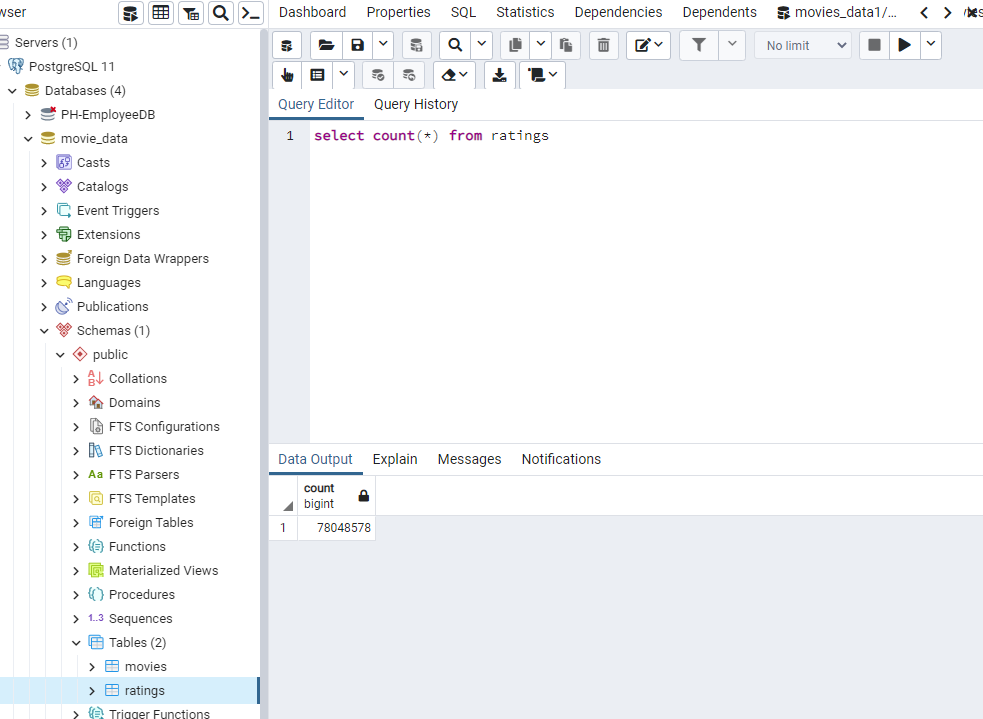 wser
Servers (1)
PostgreSQL 11
Databases (4)
PH-EmployeeDB
movie_data
Casts
Catalogs
Event Triggers
Extensions
Foreign Data Wrappers
Languages
Publications
Schemas (1)
public
Collations
Domains
FTS Configurations
FTS Dictionaries
Aa FTS Parsers
FTS Templates
Foreign Tables
Functions
Materialized Views
Procedures
1..3 Sequences
Tables (2)
movies
ratings
Trigger Functions
Dashboard Properties SQL Statistics Dependencies Dependents movies_data1/...
No limit
Query Editor Query History
1 select count(*) from ratings
Data Output Explain Messages Notifications
count
bigint
1 78048578